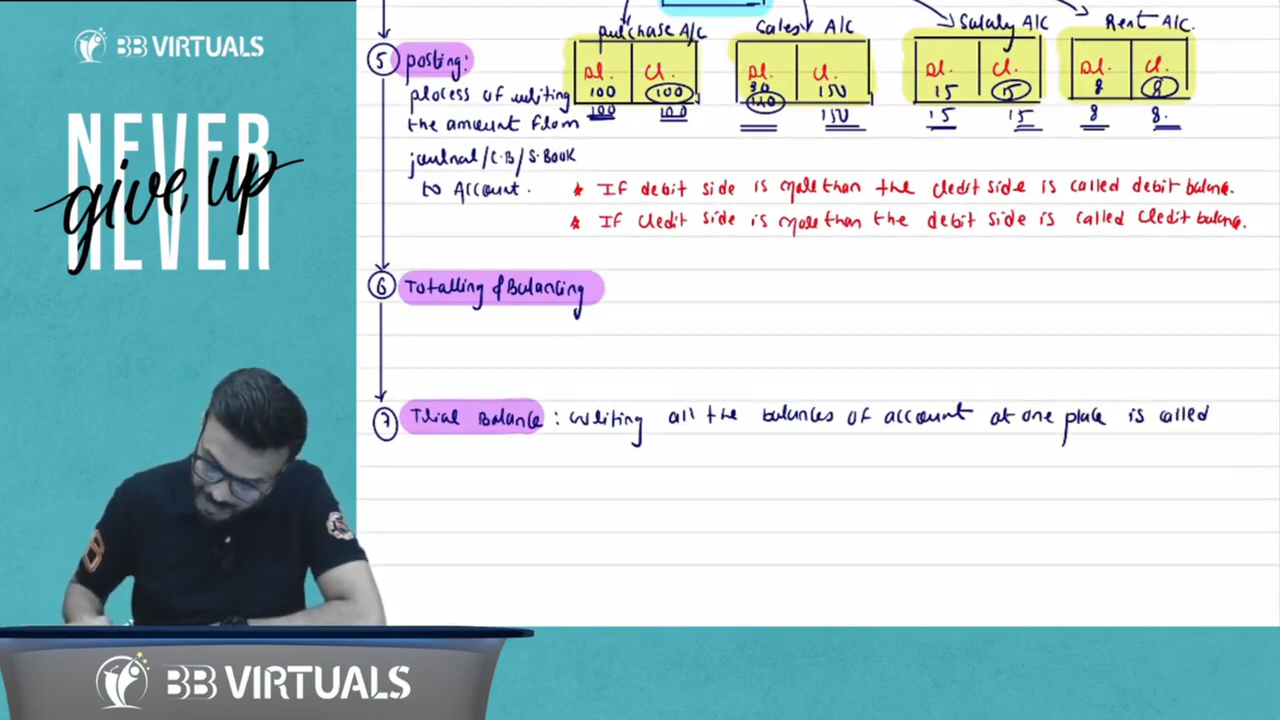 BB VIRTUALS
NEVER
give up
NEVER
5 posting:
process of writing
the amount from
journal/C.B/S.Book
to Account.
purchase A/C
Dr. Cr.
100 100
100 100
Sales A/C
Dr. Cr.
30 150
120
150
Salary A/C
Dr. Cr.
15 15
15 15
Rent A/C.
Dr. Cr.
8 8
8 8.
* If debit side is more than the credit side is called debit balance.
* If credit side is more than the debit side is called credit balance.
6 Totalling & Balancing
7 Trial Balance : writing all the balances of account at one place is called
BB VIRTUALS